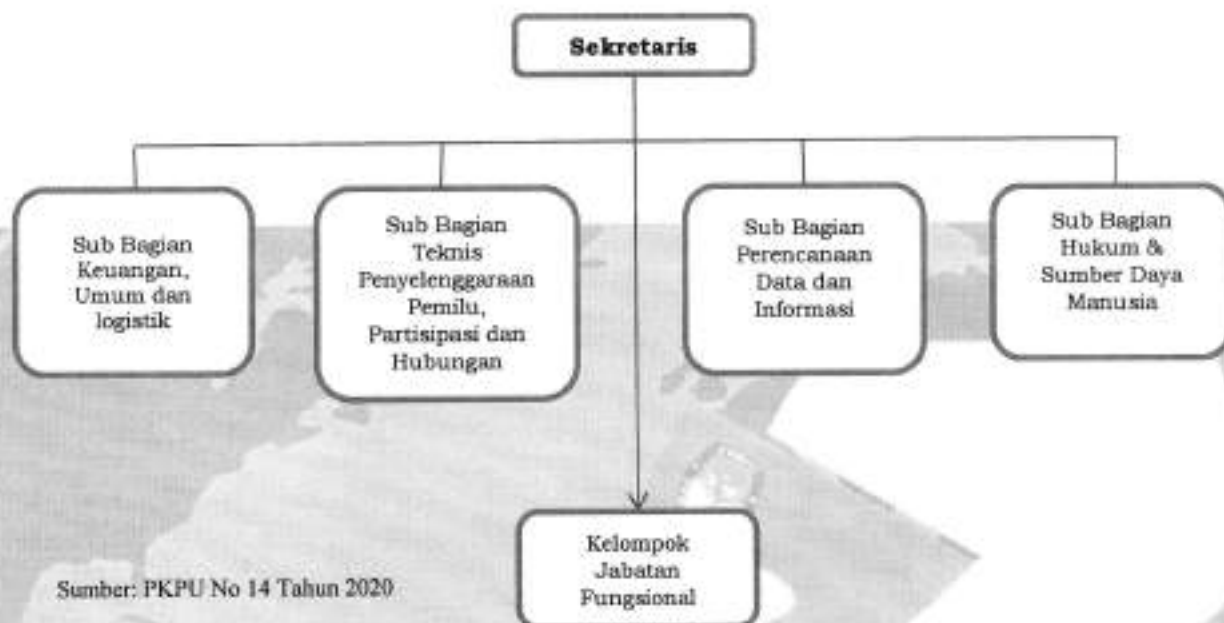 Sekretaris
Sub Bagian
Keuangan,
Umum dan
logistik
Sub Bagian
Teknis
Penyelenggaraan
Pemilu,
Partisipasi dan
Hubungan
Sub Bagian
Perencanaan
Data dan
Informasi
Sub Bagian
Hukum &
Sumber Daya
Manusia
Kelompok
Jabatan
Fungsional
Sumber: PKPU No 14 Tahun 2020